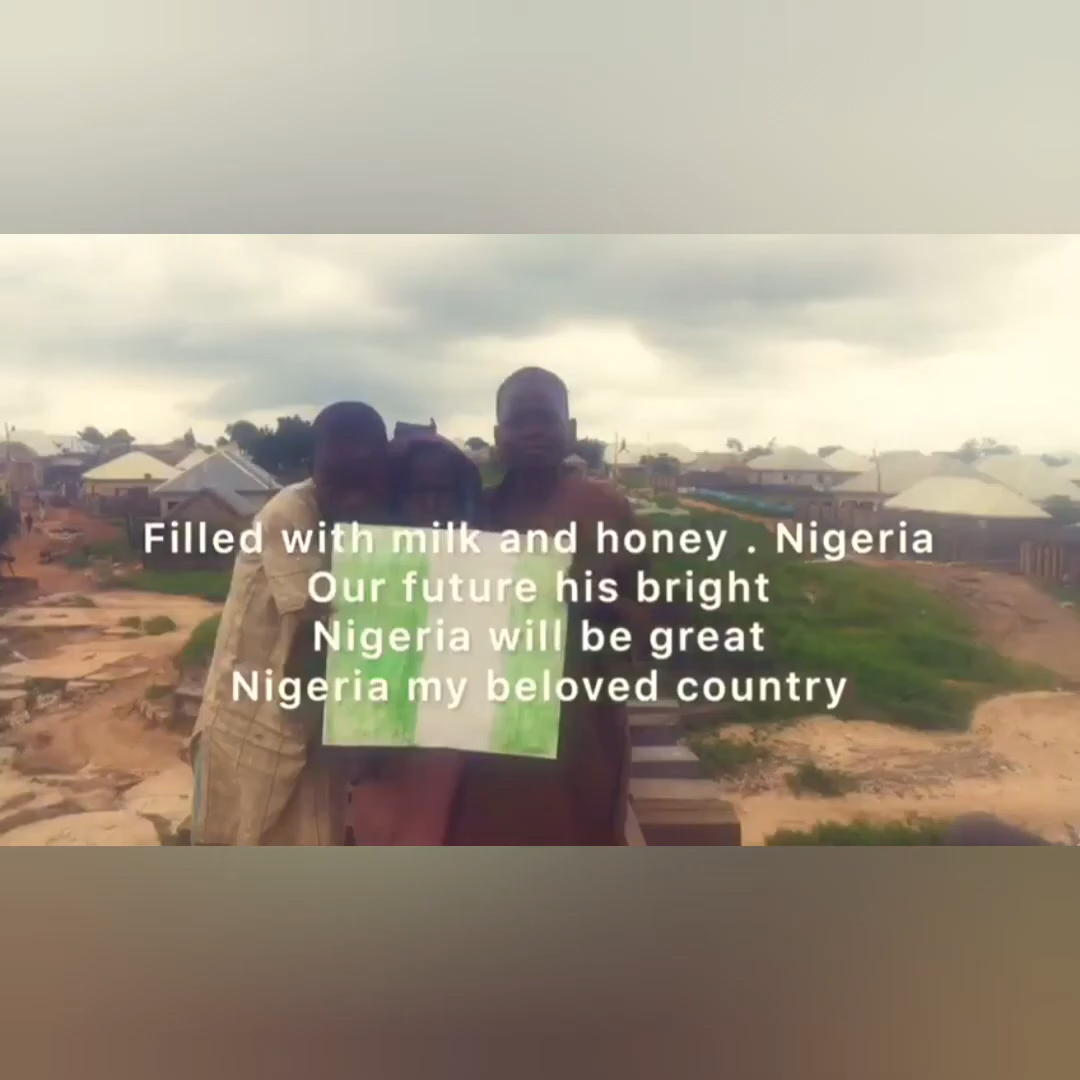 Filled with milk and honey . Nigeria
Our future his bright
Nigeria will be great
Nigeria my beloved country